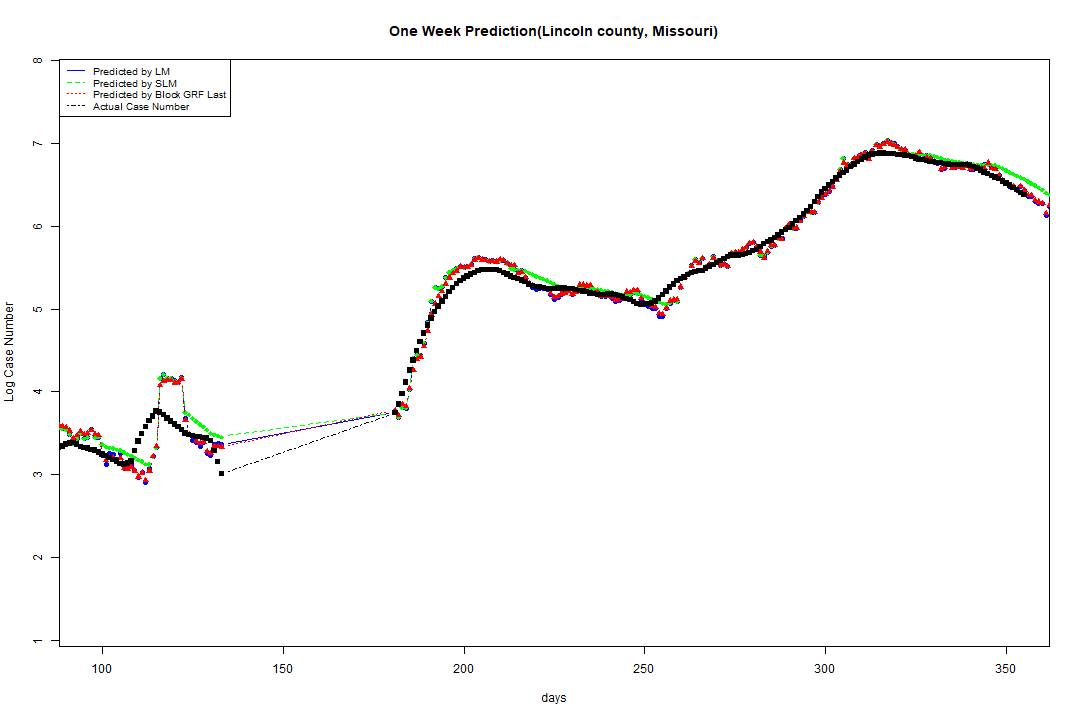 One Week Prediction(Lincoln county, Missouri)
Predicted by LM
Predicted by SLM
Predicted by Block GRF Last
Actual Case Number
8
7
6
5
4
3
2
1
Log Case Number
100 150 200 250 300 350
days